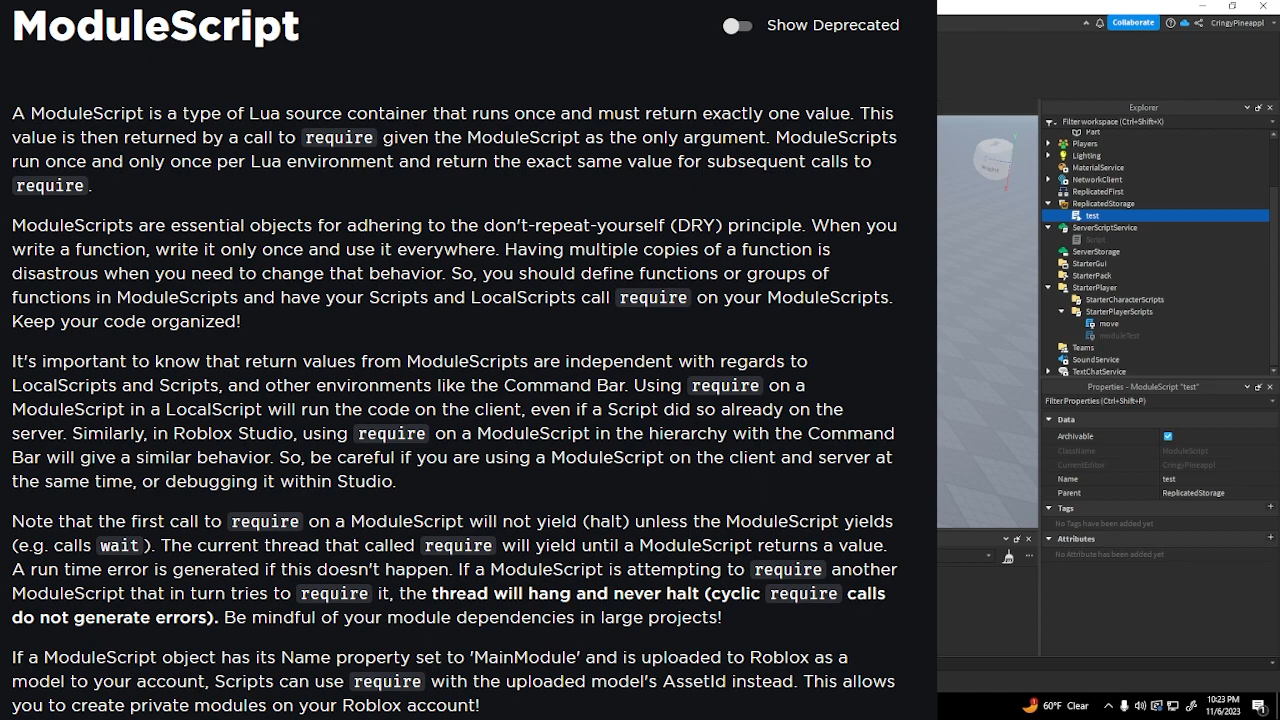 ModuleScript
Show Deprecated
A ModuleScript is a type of Lua source container that runs once and must return exactly one value. This
value is then returned by a call to require given the ModuleScript as the only argument. ModuleScripts
run once and only once per Lua environment and return the exact same value for subsequent calls to
require.
ModuleScripts are essential objects for adhering to the don't-repeat-yourself (DRY) principle. When you
write a function, write it only once and use it everywhere. Having multiple copies of a function is
disastrous when you need to change that behavior. So, you should define functions or groups of
functions in ModuleScripts and have your Scripts and LocalScripts call require on your ModuleScripts.
Keep your code organized!
It's important to know that return values from ModuleScripts are independent with regards to
LocalScripts and Scripts, and other environments like the Command Bar. Using require on a
ModuleScript in a LocalScript will run the code on the client, even if a Script did so already on the
server. Similarly, in Roblox Studio, using require on a ModuleScript in the hierarchy with the Command
Bar will give a similar behavior. So, be careful if you are using a ModuleScript on the client and server at
the same time, or debugging it within Studio.
Note that the first call to require on a ModuleScript will not yield (halt) unless the ModuleScript yields
(e.g. calls wait ). The current thread that called require will yield until a ModuleScript returns a value.
A run time error is generated if this doesn't happen. If a ModuleScript is attempting to require another
ModuleScript that in turn tries to require it, the thread will hang and never halt (cyclic require calls
do not generate errors). Be mindful of your module dependencies in large projects!
If a ModuleScript object has its Name property set to 'MainModule' and is uploaded to Roblox as a
model to your account, Scripts can use require with the uploaded model's AssetId instead. This allows
you to create private modules on your Roblox account!
Collaborate
CringyPineappl
Explorer
Filter workspace (Ctrl+Shift+X)
Part
Players
Lighting
MaterialService
NetworkClient
ReplicatedFirst
ReplicatedStorage
test
ServerScriptService
Script
ServerStorage
StarterGui
StarterPack
StarterPlayer
StarterCharacterScripts
StarterPlayerScripts
move
moduleTest
Teams
SoundService
TextChatService
Properties - ModuleScript "test"
Filter Properties (Ctrl+Shift+P)
Data
Archivable
ClassName ModuleScript
CurrentEditor CringyPineappl
Name test
Parent ReplicatedStorage
Tags
No Tags have been added yet
Attributes
No Attribute has been added yet
60°F Clear
10:23 PM
11/6/2023